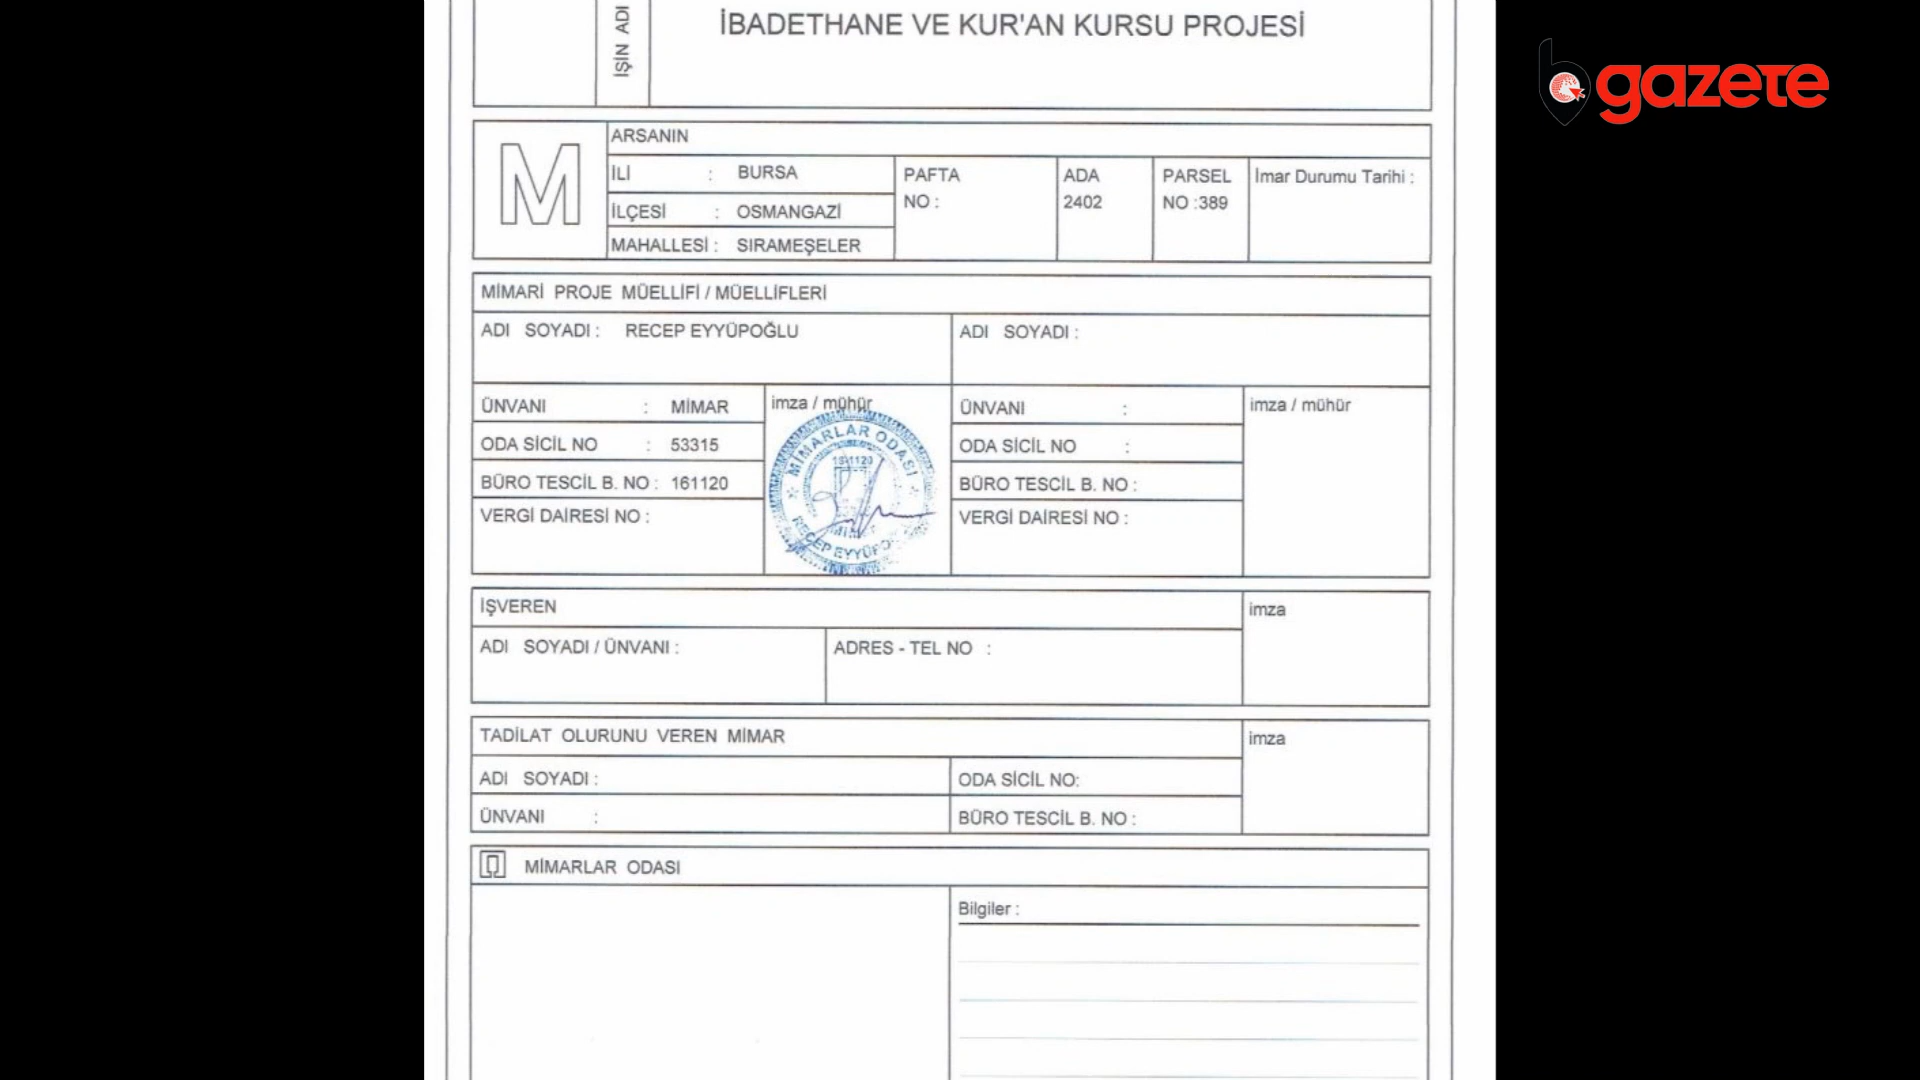 İŞİN ADI
İBADETHANE VE KUR'AN KURSU PROJESİ
gazete
M
ARSANIN
İLİ : BURSA
İLÇESİ : OSMANGAZİ
MAHALLESİ : SIRAMEŞELER
PAFTA
NO :
ADA
2402
PARSEL
NO :389
İmar Durumu Tarihi :
MİMARİ PROJE MÜELLİFİ / MÜELLİFLERİ
ADI SOYADI : RECEP EYYÜPOĞLU
ADI SOYADI :
ÜNVANI : MİMAR
ODA SİCİL NO : 53315
BÜRO TESCİL B. NO : 161120
VERGİ DAİRESİ NO :
imza / mühür
MİMARLAR ODASI
RECEP EYYÜPO
ÜNVANI :
ODA SİCİL NO :
BÜRO TESCİL B. NO :
VERGİ DAİRESİ NO :
imza / mühür
İŞVEREN
imza
ADI SOYADI / ÜNVANI :
ADRES - TEL NO :
TADİLAT OLURUNU VEREN MİMAR
imza
ADI SOYADI :
ODA SİCİL NO:
ÜNVANI :
BÜRO TESCİL B. NO :
MİMARLAR ODASI
Bilgiler :